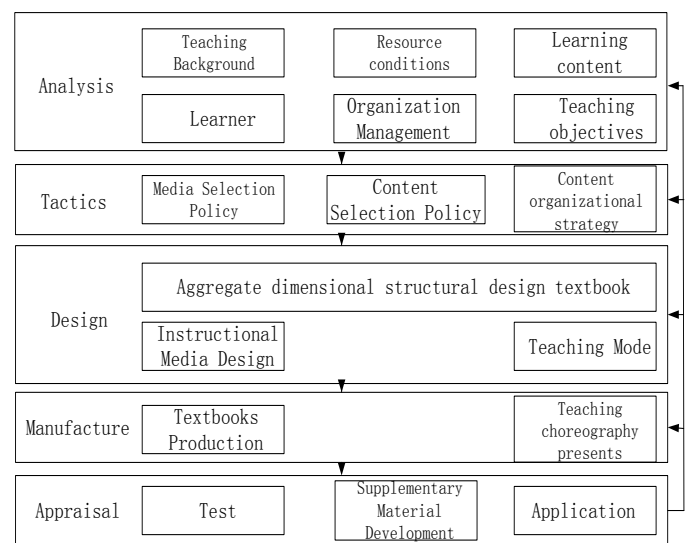 Analysis
Teaching
Background
Resource
conditions
Learning
content
Learner
Organization
Management
Teaching
objectives
Tactics
Media Selection
Policy
Content
Selection Policy
Content
organizational
strategy
Design
Aggregate dimensional structural design textbook
Instructional
Media Design
Teaching Mode
Manufacture
Textbooks
Production
Teaching
choreography
presents
Appraisal
Test
Supplementary
Material
Development
Application